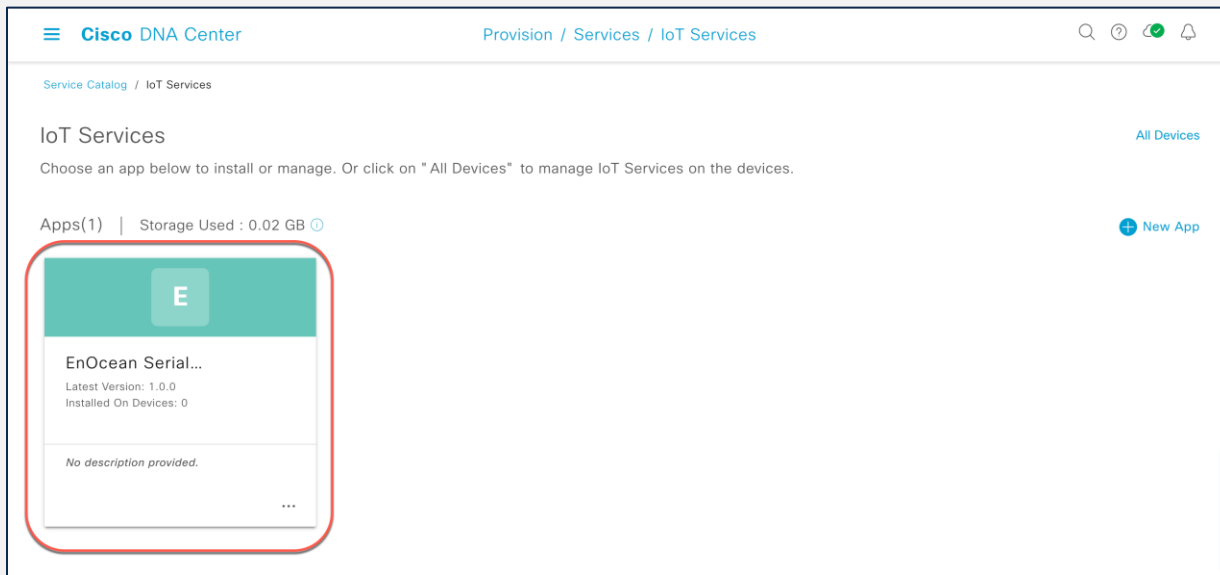 Cisco DNA Center
Provision / Services / IoT Services
Service Catalog / IoT Services
IoT Services
All Devices
Choose an app below to install or manage. Or click on "All Devices" to manage IoT Services on the devices.
Apps(1) | Storage Used : 0.02 GB
New App
E
EnOcean Serial...
Latest Version: 1.0.0
Installed On Devices: 0
No description provided.
...